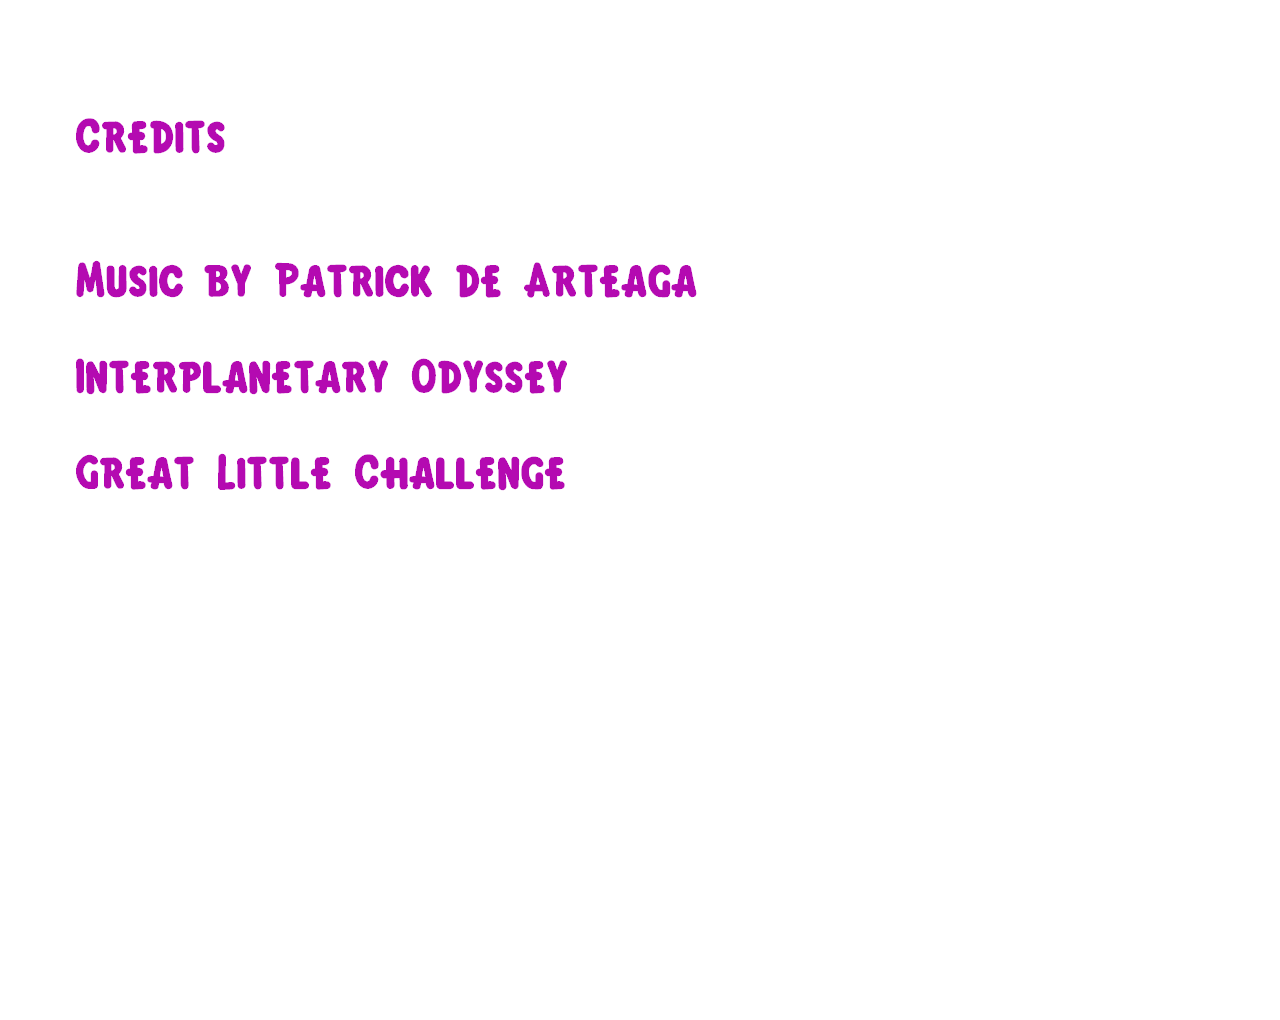 Credits
Music by Patrick de Arteaga
Interplanetary Odyssey
Great Little Challenge